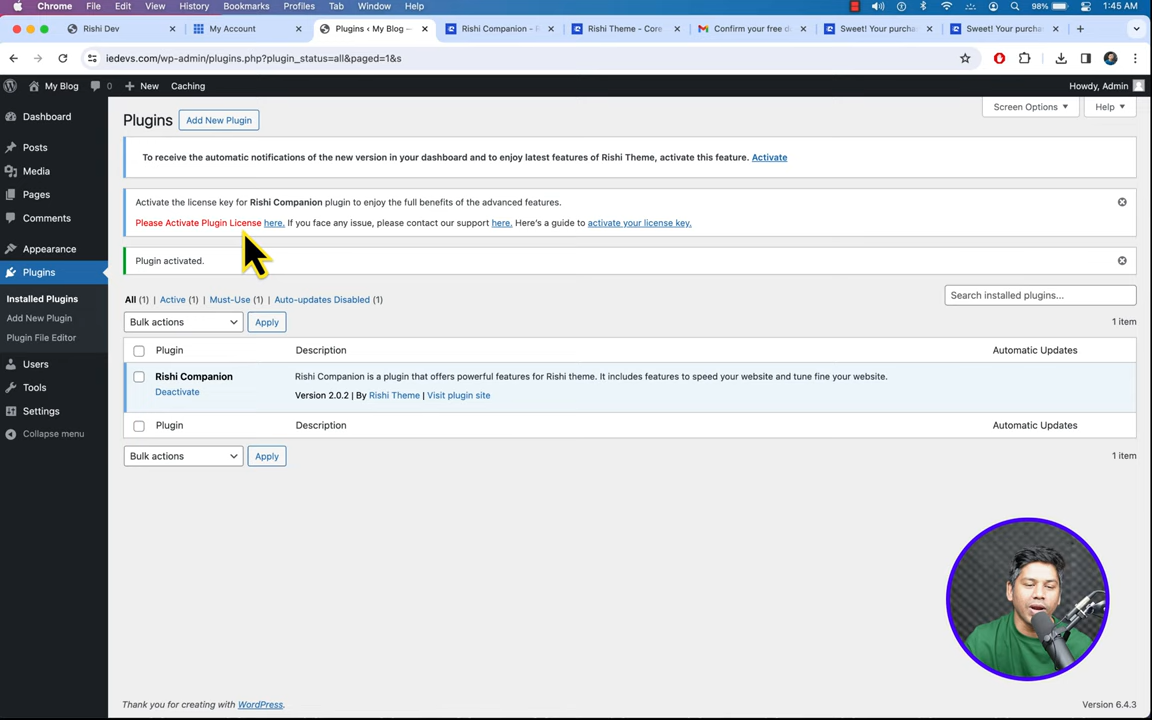 Chrome File Edit View History Bookmarks Profiles Tab Window Help 98% 1:45 AM
Rishi Dev
My Account
Plugins ‹ My Blog —
Rishi Companion - F
Rishi Theme - Core
Confirm your free d
Sweet! Your purcha
Sweet! Your purcha
iedevs.com/wp-admin/plugins.php?plugin_status=all&paged=1&s
My Blog 0 New Caching Howdy, Admin
Dashboard
Posts
Media
Pages
Comments
Appearance
Plugins
Installed Plugins
Add New Plugin
Plugin File Editor
Users
Tools
Settings
Collapse menu
Screen Options Help
Plugins Add New Plugin
To receive the automatic notifications of the new version in your dashboard and to enjoy latest features of Rishi Theme, activate this feature. Activate
Activate the license key for Rishi Companion plugin to enjoy the full benefits of the advanced features.
Please Activate Plugin License here. If you face any issue, please contact our support here. Here's a guide to activate your license key.
Plugin activated.
All (1) | Active (1) | Must-Use (1) | Auto-updates Disabled (1)
Search installed plugins...
Bulk actions Apply 1 item
Plugin Description Automatic Updates
Rishi Companion Rishi Companion is a plugin that offers powerful features for Rishi theme. It includes features to speed your website and tune fine your website.
Deactivate Version 2.0.2 | By Rishi Theme | Visit plugin site
Plugin Description Automatic Updates
Bulk actions Apply 1 item
Thank you for creating with WordPress. Version 6.4.3